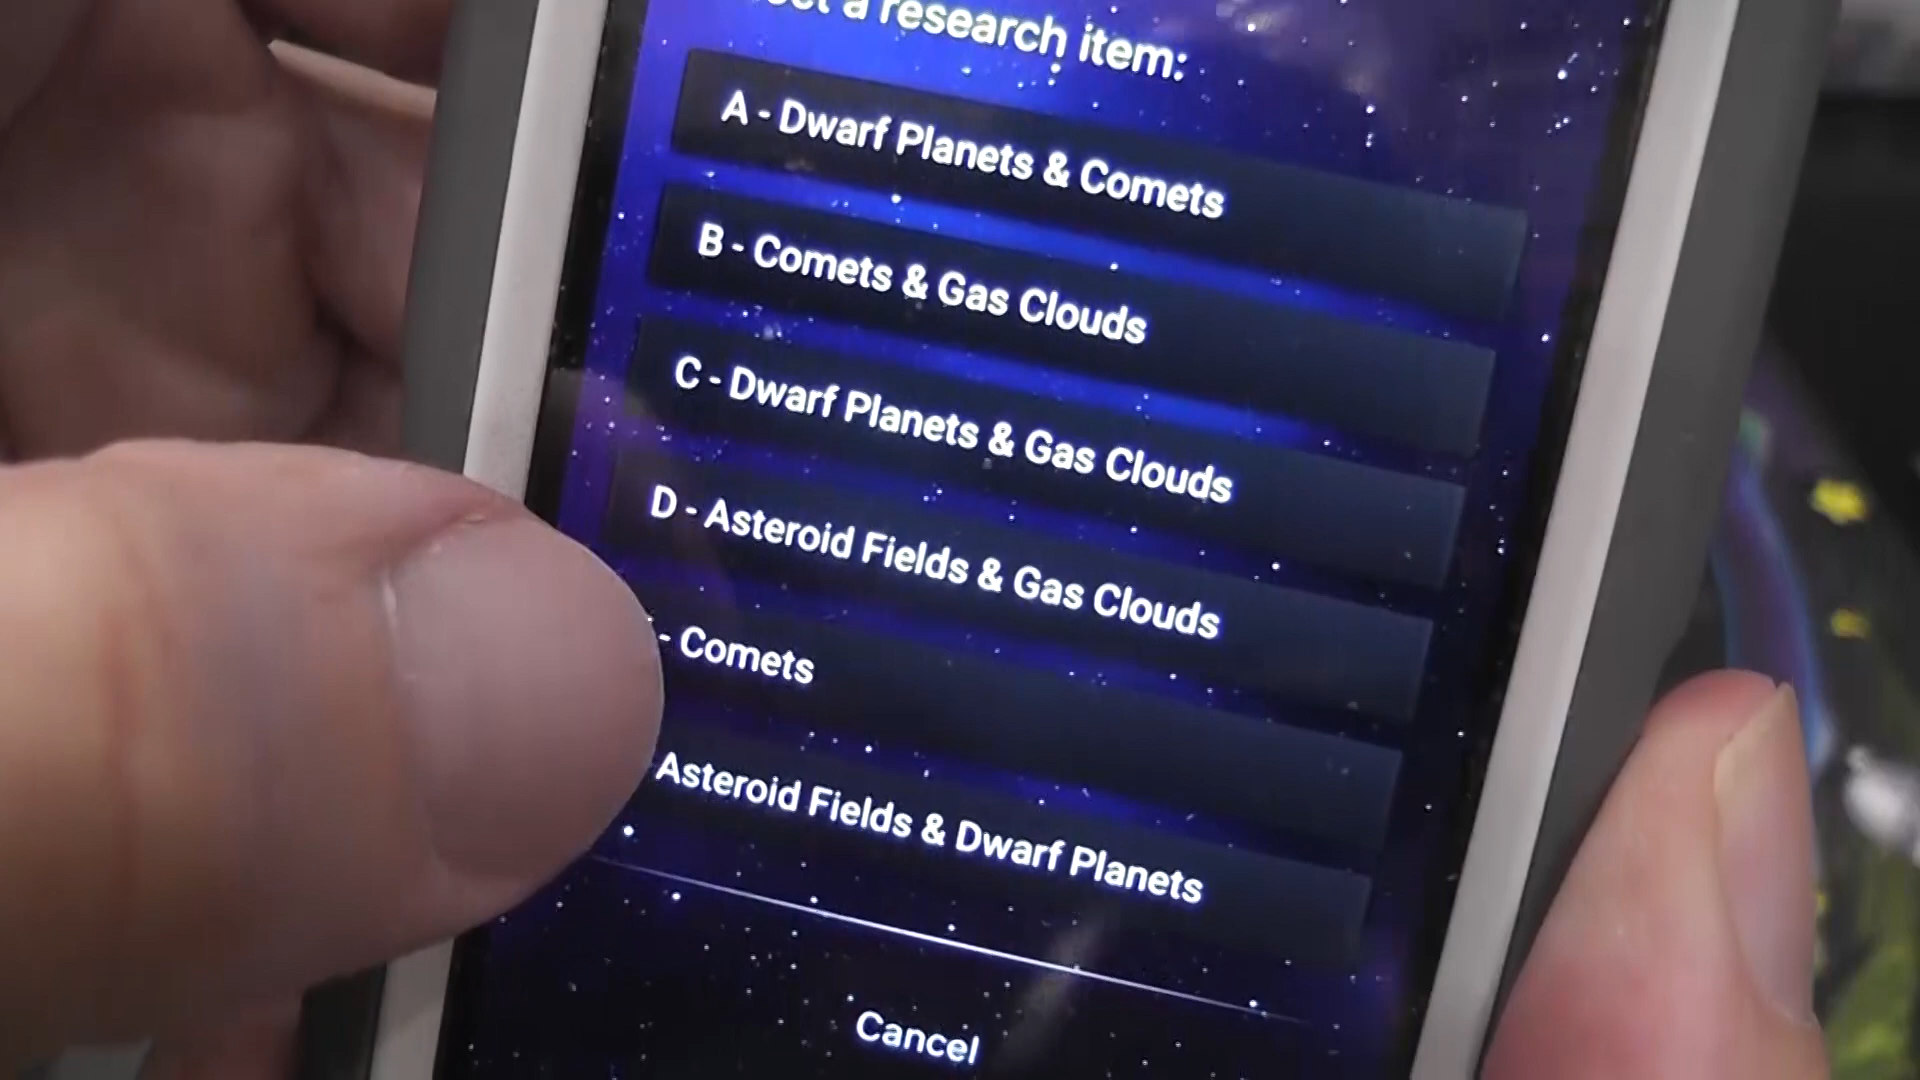 a research item:
A - Dwarf Planets & Comets
B - Comets & Gas Clouds
C - Dwarf Planets & Gas Clouds
D - Asteroid Fields & Gas Clouds
- Comets
Asteroid Fields & Dwarf Planets
Cancel